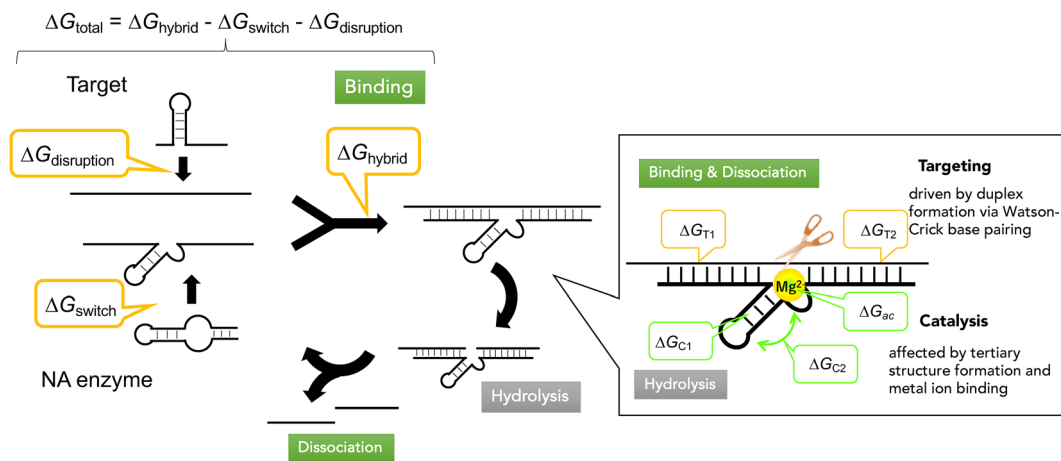 ΔGtotal = ΔGhybrid - ΔGswitch - ΔGdisruption
Target
Binding
ΔGdisruption
ΔGhybrid
ΔGswitch
NA enzyme
Hydrolysis
Dissociation
Binding & Dissociation
Targeting
driven by duplex
formation via Watson-
Crick base pairing
ΔGT1
ΔGT2
Mg2
ΔGac
ΔGC1
ΔGC2
Catalysis
affected by tertiary
structure formation and
metal ion binding
Hydrolysis